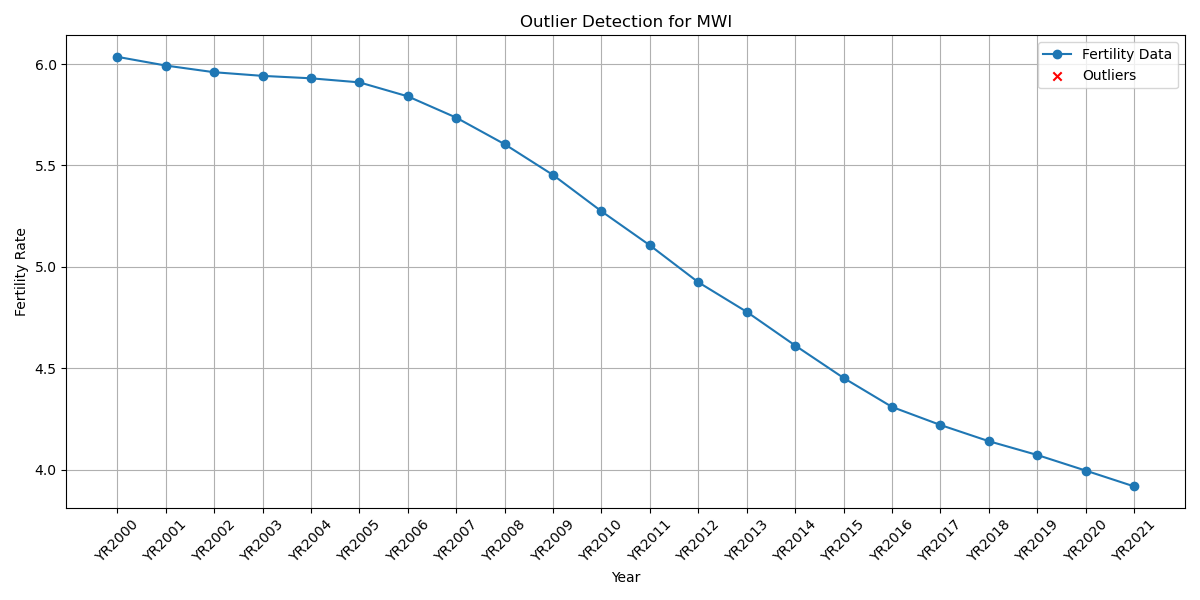 Outlier Detection for MWI
Fertility Data
Outliers
Fertility Rate
6.0
5.5
5.0
4.5
4.0
YR2000
YR2001
YR2002
YR2003
YR2004
YR2005
YR2006
YR2007
YR2008
YR2009
YR2010
YR2011
YR2012
YR2013
YR2014
YR2015
YR2016
YR2017
YR2018
YR2019
YR2020
YR2021
Year